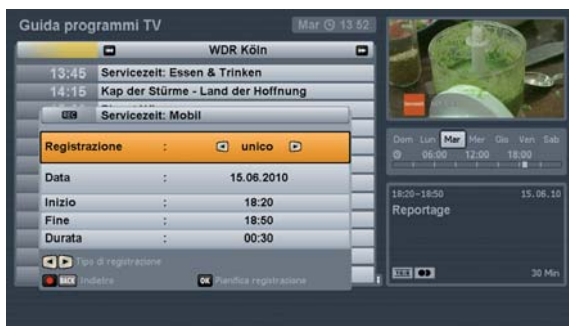 Guida programmi TV
Mar 13 52
WDR Köln
13:45 Servicezeit: Essen & Trinken
14:15 Kap der Stürme - Land der Hoffnung
REC Servicezeit: Mobil
Registrazione : unico
Data : 15.06.2010
Inizio : 18:20
Fine : 18:50
Durata : 00:30
Tipo di registrazione
BACK Indietro
OK Pianifica registrazione
Dom Lun Mar Mer Gio Ven Sab
06:00 12:00 18:00
18:20-18:50 15.06.10
Reportage
30 Min